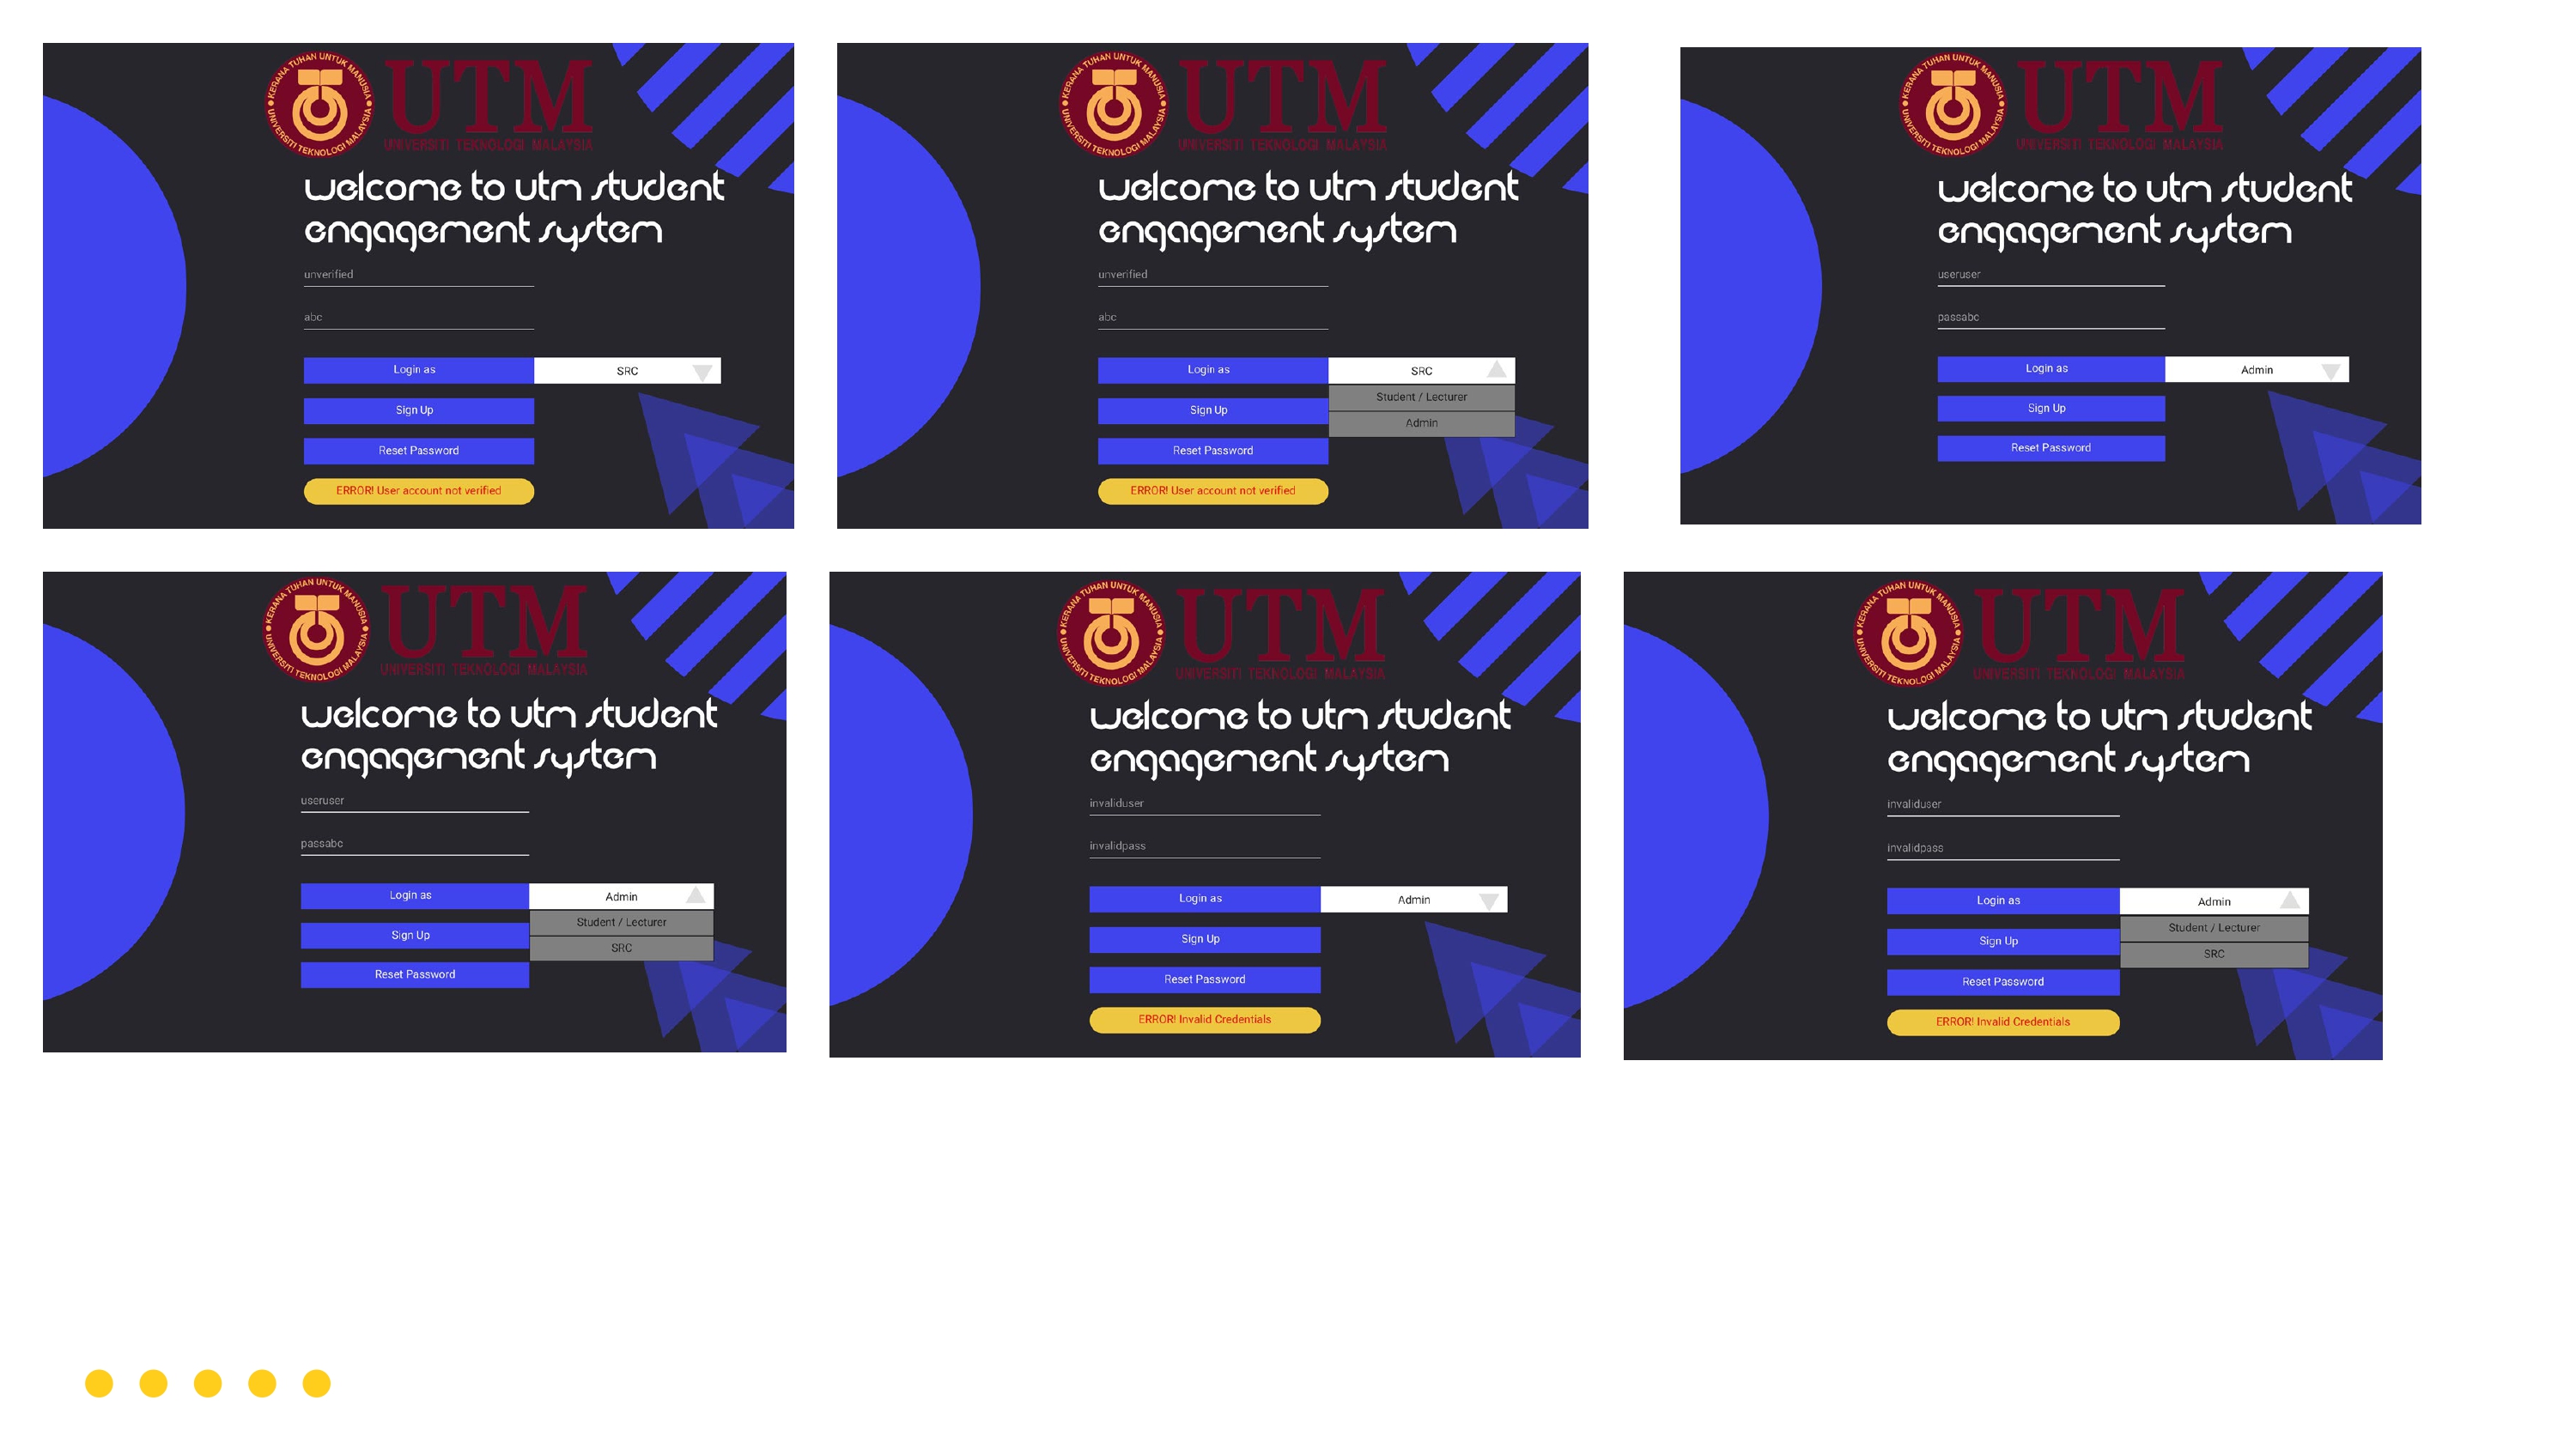 KERANA TUHAN UNTUK MANUSIA
UNIVERSITI TEKNOLOGI MALAYSIA
UTM
UNIVERSITI TEKNOLOGI MALAYSIA
welcome to utm student
engagement system
unverified
abc
Login as
SRC
Sign Up
Reset Password
ERROR! User account not verified
KERANA TUHAN UNTUK MANUSIA
UNIVERSITI TEKNOLOGI MALAYSIA
UTM
UNIVERSITI TEKNOLOGI MALAYSIA
welcome to utm student
engagement system
unverified
abc
Login as
SRC
Student / Lecturer
Sign Up
Admin
Reset Password
ERROR! User account not verified
KERANA TUHAN UNTUK MANUSIA
UNIVERSITI TEKNOLOGI MALAYSIA
UTM
UNIVERSITI TEKNOLOGI MALAYSIA
welcome to utm student
engagement system
useruser
passabc
Login as
Admin
Sign Up
Reset Password
KERANA TUHAN UNTUK MANUSIA
UNIVERSITI TEKNOLOGI MALAYSIA
UTM
UNIVERSITI TEKNOLOGI MALAYSIA
welcome to utm student
engagement system
useruser
passabc
Login as
Admin
Student / Lecturer
Sign Up
SRC
Reset Password
KERANA TUHAN UNTUK MANUSIA
UNIVERSITI TEKNOLOGI MALAYSIA
UTM
UNIVERSITI TEKNOLOGI MALAYSIA
welcome to utm student
engagement system
invaliduser
invalidpass
Login as
Admin
Sign Up
Reset Password
ERROR! Invalid Credentials
KERANA TUHAN UNTUK MANUSIA
UNIVERSITI TEKNOLOGI MALAYSIA
UTM
UNIVERSITI TEKNOLOGI MALAYSIA
welcome to utm student
engagement system
invaliduser
invalidpass
Login as
Admin
Student / Lecturer
Sign Up
SRC
Reset Password
ERROR! Invalid Credentials